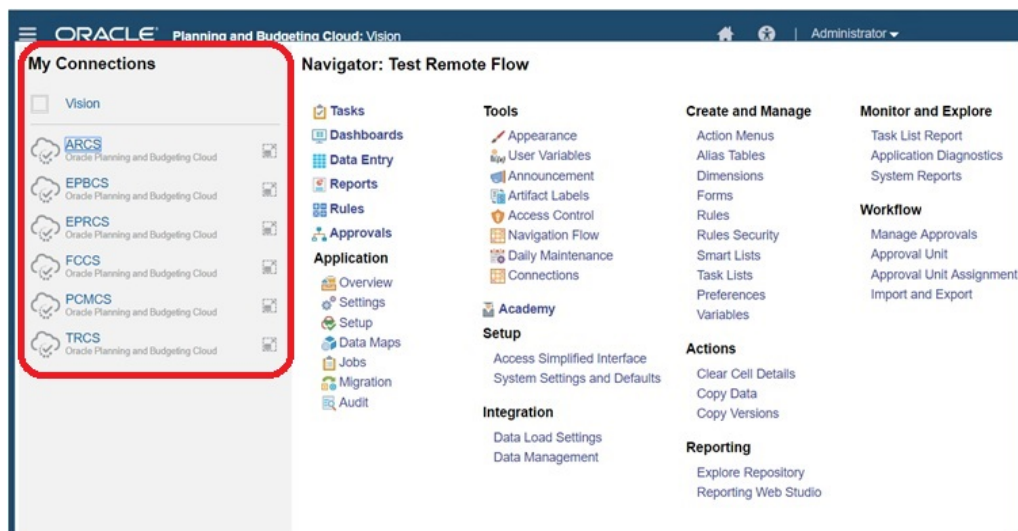 ORACLE® Planning and Budgeting Cloud: Vision
Administrator
My Connections
Vision
ARCS
Oracle Planning and Budgeting Cloud
EPBCS
Oracle Planning and Budgeting Cloud
EPRCS
Oracle Planning and Budgeting Cloud
FCCS
Oracle Planning and Budgeting Cloud
PCMCS
Oracle Planning and Budgeting Cloud
TRCS
Oracle Planning and Budgeting Cloud
Navigator: Test Remote Flow
Tasks
Dashboards
Data Entry
Reports
Rules
Approvals
Application
Overview
Settings
Setup
Data Maps
Jobs
Migration
Audit
Tools
Appearance
User Variables
Announcement
Artifact Labels
Access Control
Navigation Flow
Daily Maintenance
Connections
Academy
Setup
Access Simplified Interface
System Settings and Defaults
Integration
Data Load Settings
Data Management
Create and Manage
Action Menus
Alias Tables
Dimensions
Forms
Rules
Rules Security
Smart Lists
Task Lists
Preferences
Variables
Actions
Clear Cell Details
Copy Data
Copy Versions
Reporting
Explore Repository
Reporting Web Studio
Monitor and Explore
Task List Report
Application Diagnostics
System Reports
Workflow
Manage Approvals
Approval Unit
Approval Unit Assignment
Import and Export